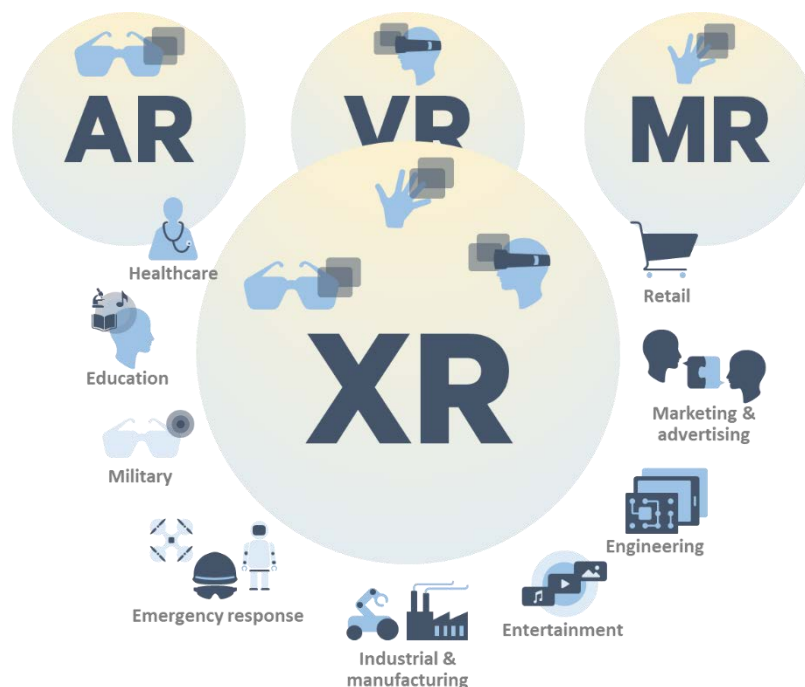 AR
VR
MR
XR
Healthcare
Retail
Education
Marketing &
advertising
Military
Engineering
Emergency response
Entertainment
Industrial &
manufacturing